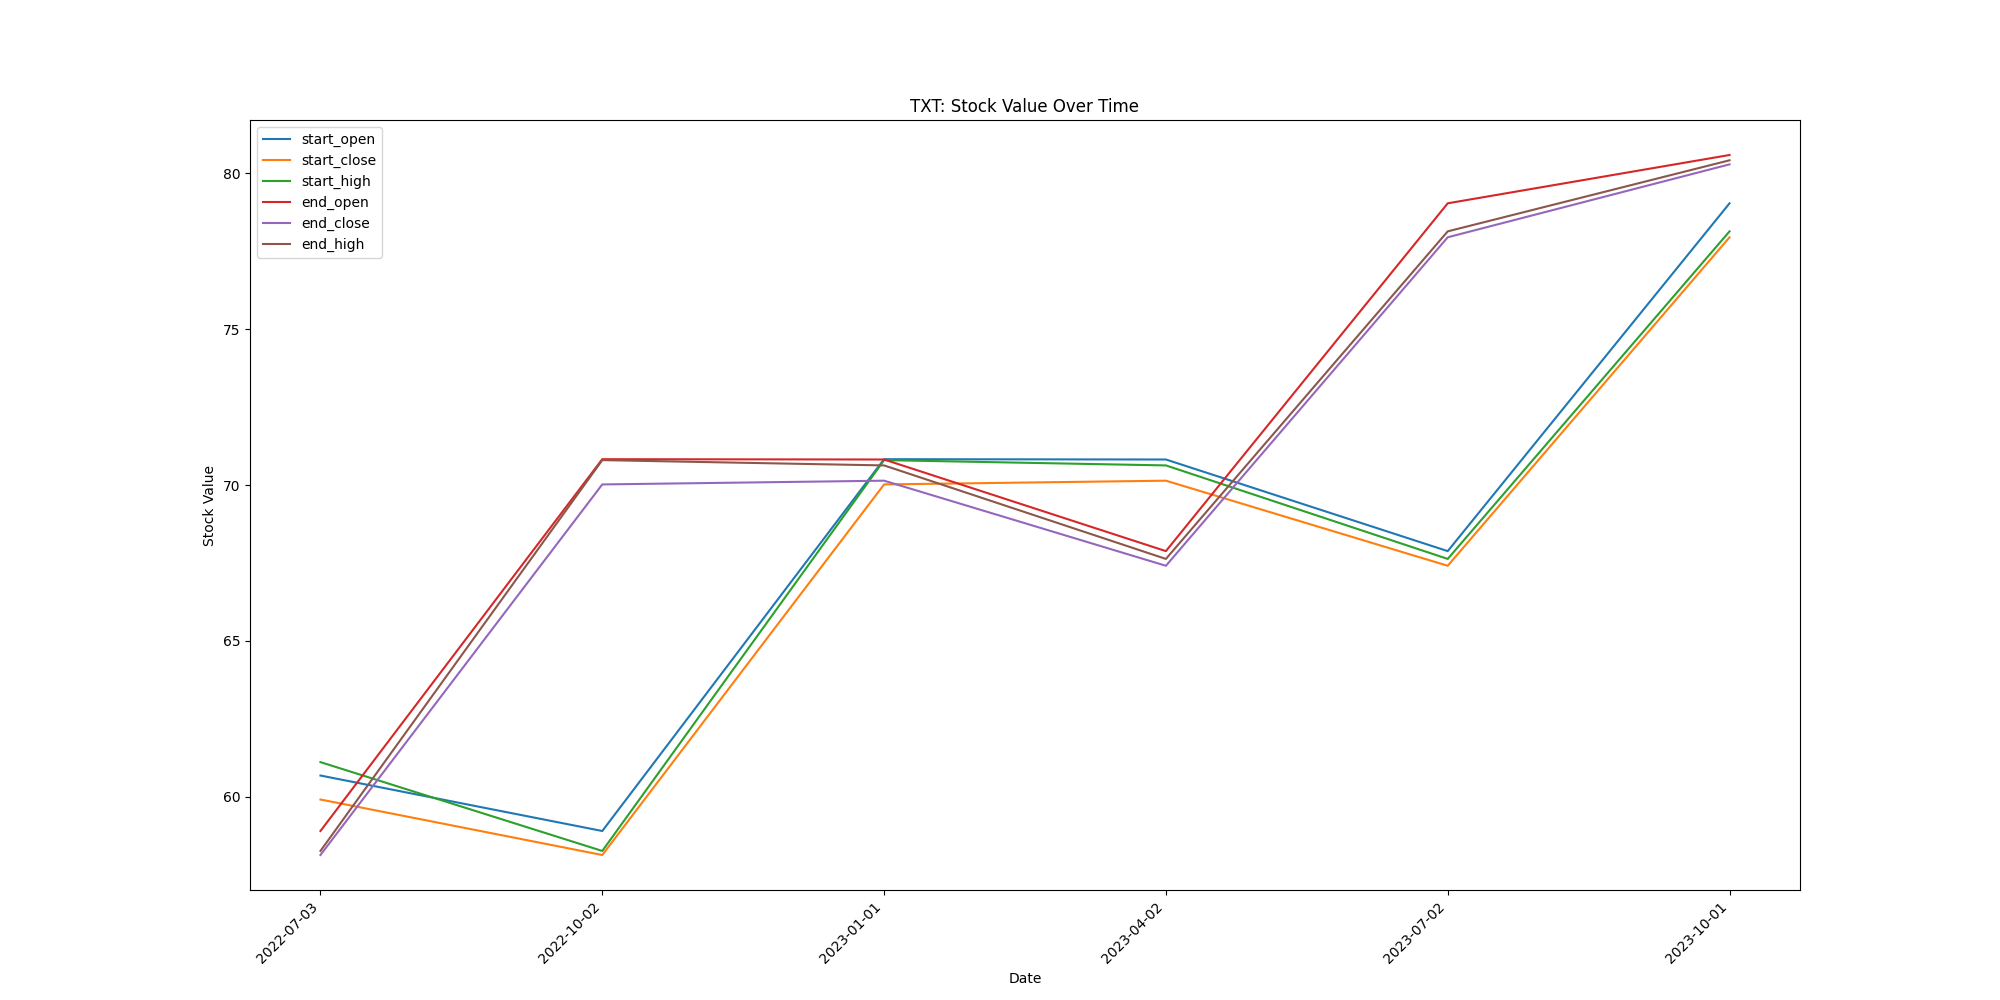 TXT: Stock Value Over Time
start_open
start_close
start_high
end_open
end_close
end_high
80
75
70
65
60
Stock Value
2022-07-03
2022-10-02
2023-01-01
2023-04-02
2023-07-02
2023-10-01
Date